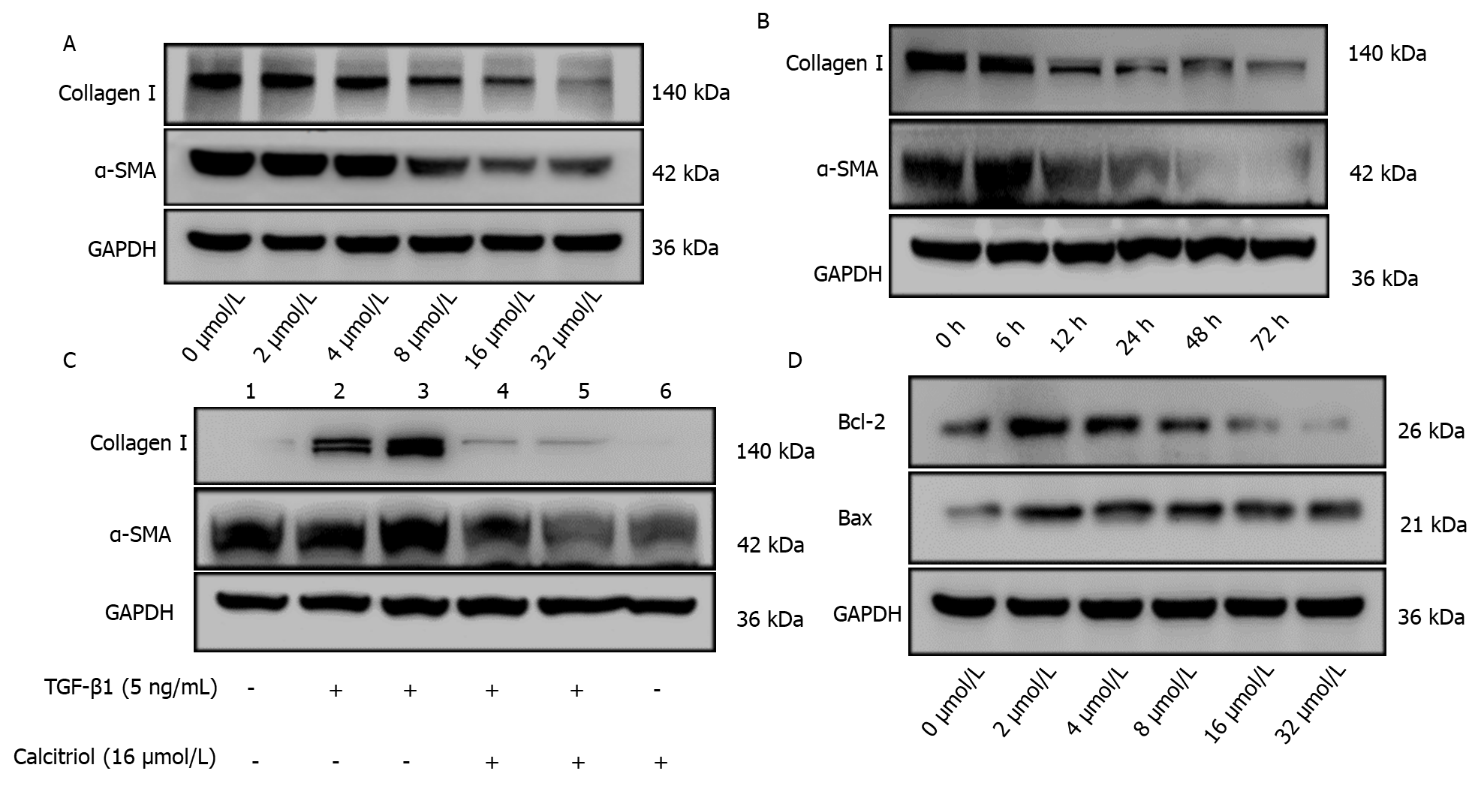 A
Collagen I
140 kDa
α-SMA
42 kDa
GAPDH
36 kDa
0 µmol/L
2 µmol/L
4 µmol/L
8 µmol/L
16 µmol/L
32 µmol/L
B
Collagen I
140 kDa
α-SMA
42 kDa
GAPDH
36 kDa
0 h
6 h
12 h
24 h
48 h
72 h
C
1 2 3 4 5 6
Collagen I
140 kDa
α-SMA
42 kDa
GAPDH
36 kDa
TGF-β1 (5 ng/mL) - + + + + -
Calcitriol (16 µmol/L) - - - + + +
D
Bcl-2
26 kDa
Bax
21 kDa
GAPDH
36 kDa
0 µmol/L
2 µmol/L
4 µmol/L
8 µmol/L
16 µmol/L
32 µmol/L